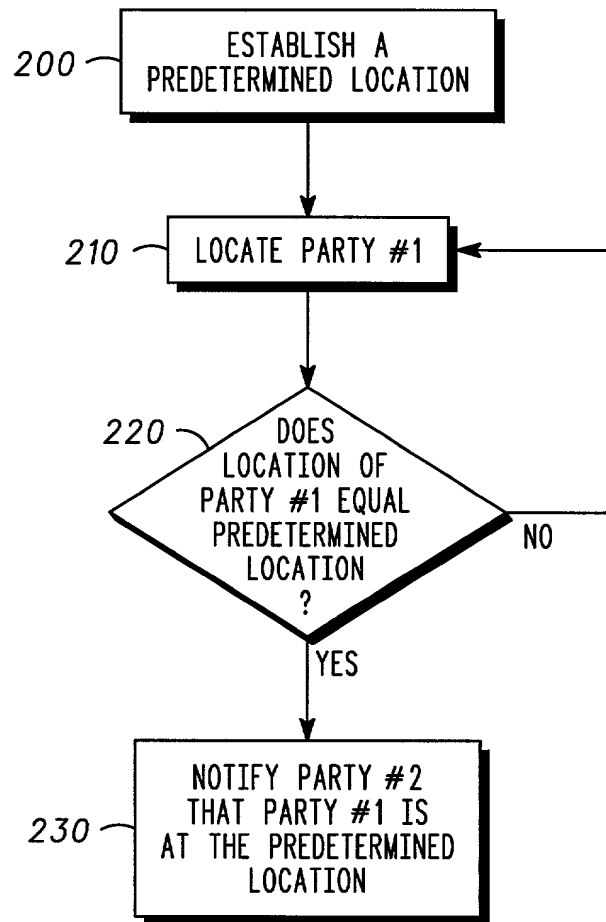 200
ESTABLISH A
PREDETERMINED LOCATION
210
LOCATE PARTY #1
220
DOES
LOCATION OF
PARTY #1 EQUAL
PREDETERMINED
LOCATION
?
NO
YES
230
NOTIFY PARTY #2
THAT PARTY #1 IS
AT THE PREDETERMINED
LOCATION